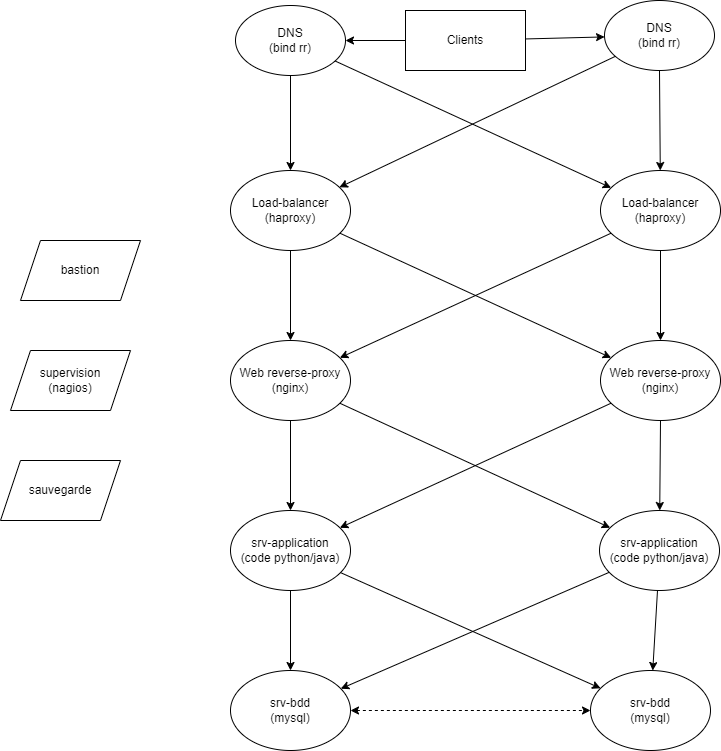 DNS
(bind rr)
Clients
DNS
(bind rr)
Load-balancer
(haproxy)
Load-balancer
(haproxy)
bastion
supervision
(nagios)
Web reverse-proxy
(nginx)
Web reverse-proxy
(nginx)
sauvegarde
srv-application
(code python/java)
srv-application
(code python/java)
srv-bdd
(mysql)
srv-bdd
(mysql)